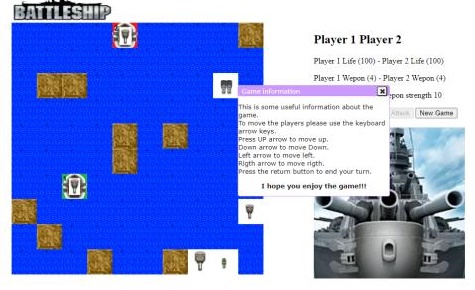 BATTLESHIP
Player 1 Player 2
Player 1 Life (100) - Player 2 Life (100)
Player 1 Wepon (4) - Player 2 Wepon (4)
pon strength 10
Attack
New Game
Game information
This is some useful information about the
game.
To move the players please use the keyboard
arrow keys.
Press UP arrow to move up.
Down arrow to move Down.
Left arrow to move left.
Rigth arrow to move rigth.
Press the return button to end your turn.
I hope you enjoy the game!!!